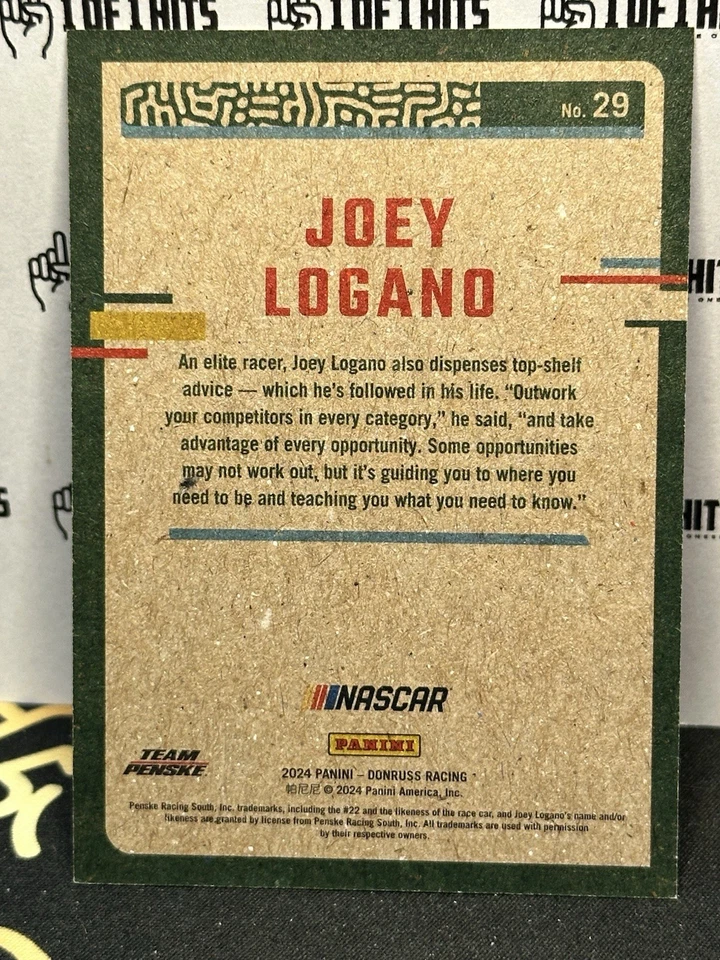 1OF1HITS
1OF1HITS
1OF1H
No. 29
JOEY
LOGANO
An elite racer, Joey Logano also dispenses top-shelf
advice — which he's followed in his life. “Outwork
your competitors in every category,” he said, “and take
advantage of every opportunity. Some opportunities
may not work out, but it's guiding you to where you
need to be and teaching you what you need to know.”
NASCAR
PANINI
TEAM
PENSKE
2024 PANINI – DONRUSS RACING
帕尼尼 © 2024 Panini America, Inc.
Penske Racing South, Inc. trademarks, including the #22 and the likeness of the race car, and Joey Logano's name and/or
likeness are granted by license from Penske Racing South, Inc. All trademarks are used with permission
by their respective owners.